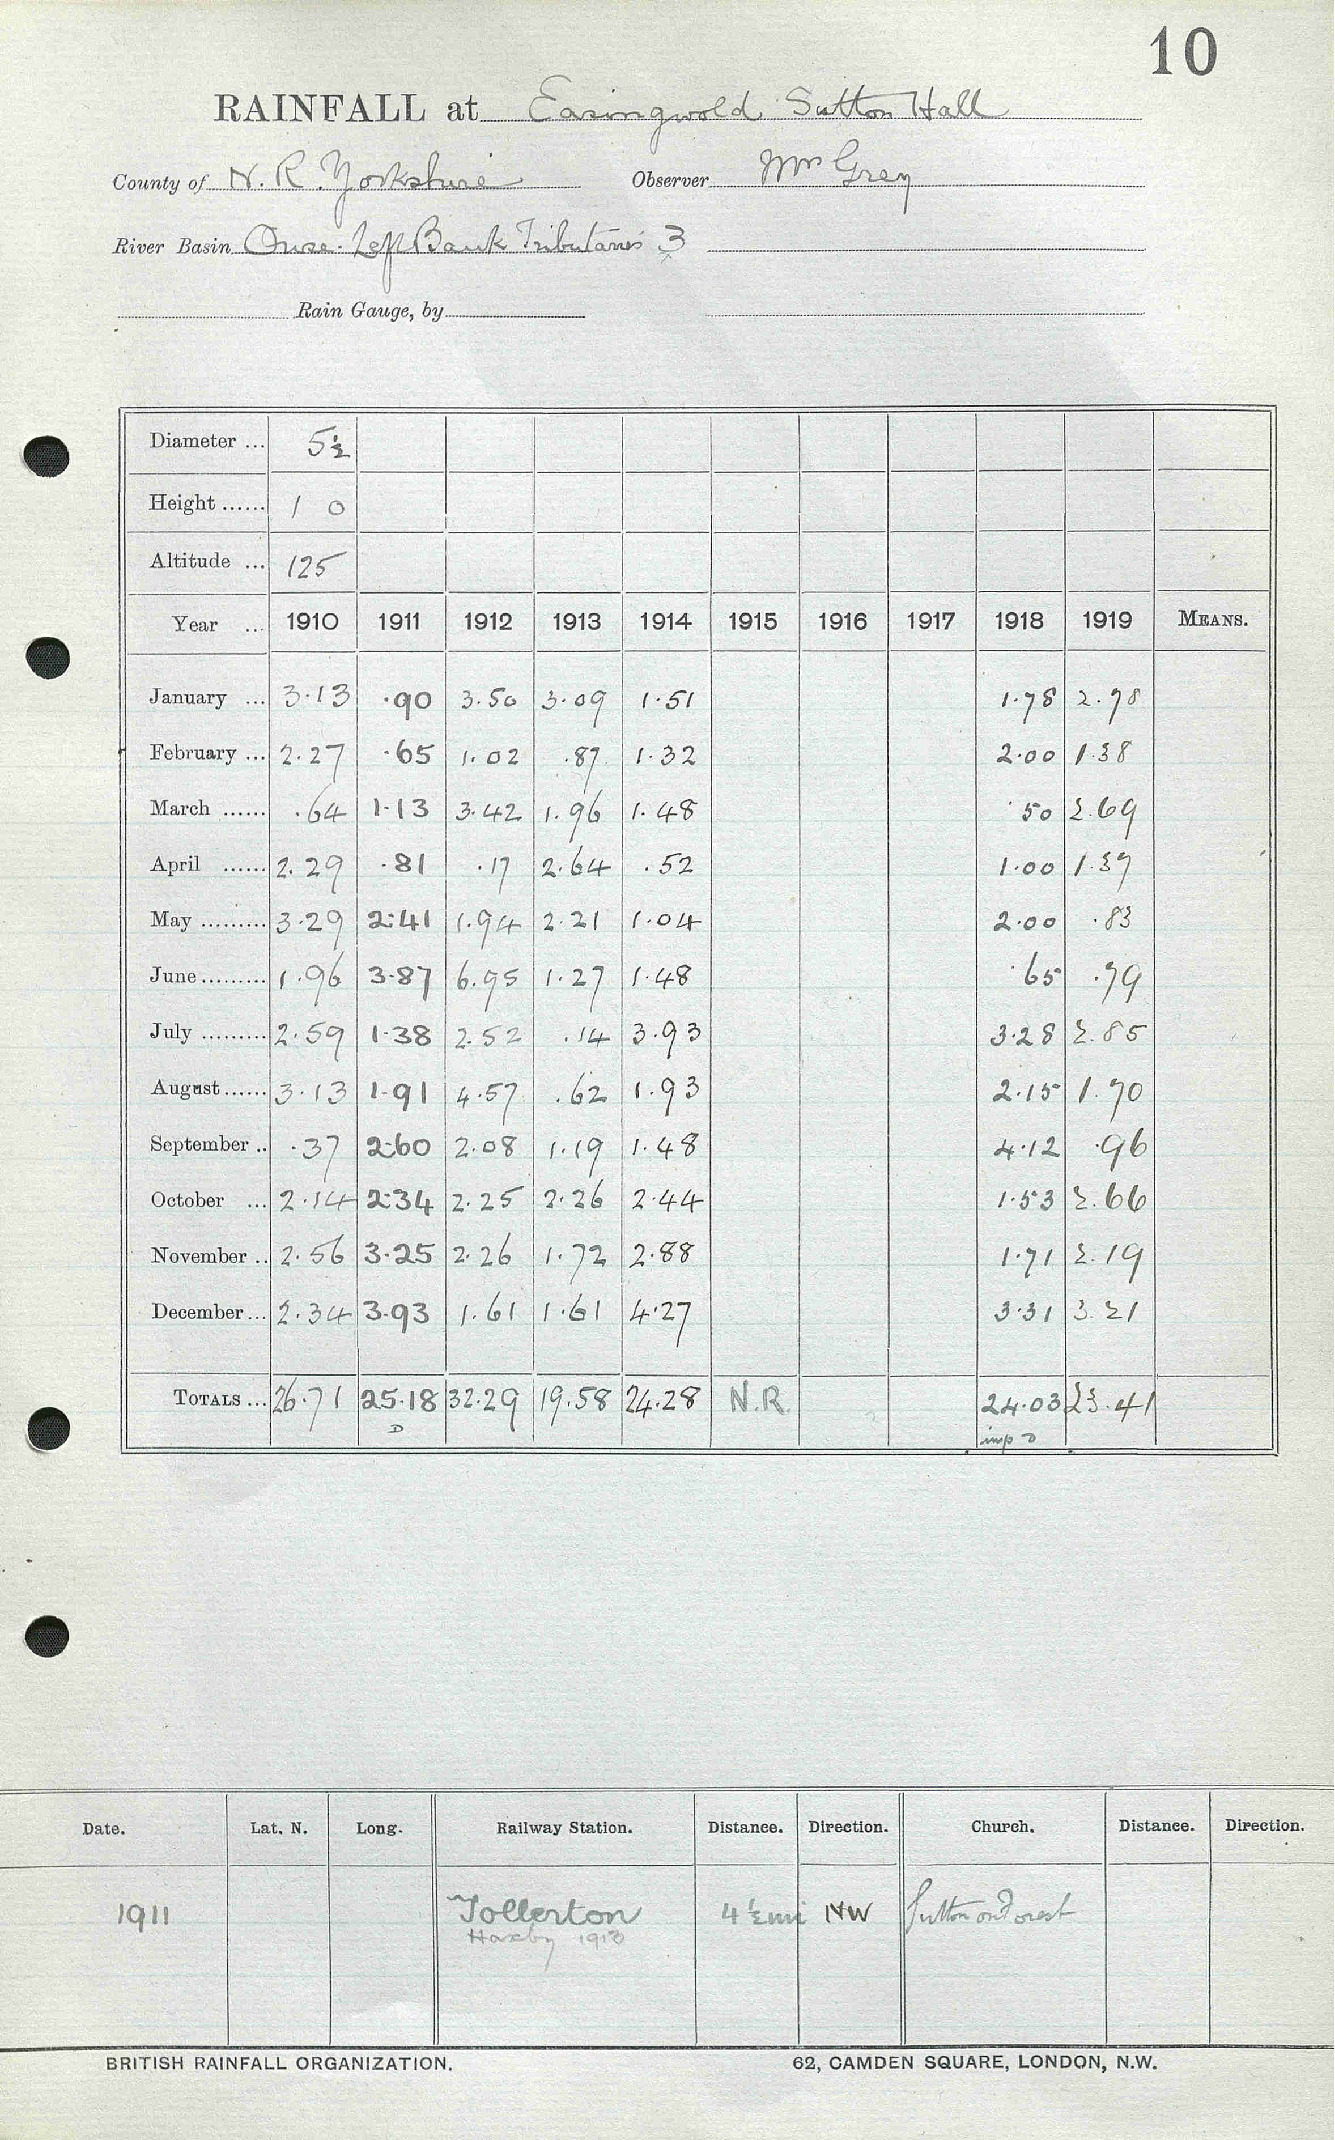 10
RAINFALL at Easingwold Sutton Hall
County of N. R. Yorkshire Observer Mrs Grey
River Basin Ouse. Left Bank Tributaries 3
Rain Gauge, by
Diameter ... 5½
Height ...... 1 0
Altitude ... 125
Year ... 1910 1911 1912 1913 1914 1915 1916 1917 1918 1919 MEANS.
January ... 3.13 .90 3.50 3.09 1.51 1.78 2.78
February ... 2.27 .65 1.02 .87 1.32 2.00 1.38
March ...... .64 1.13 3.42 1.96 1.48 .50 2.69
April ...... 2.29 .81 .17 2.64 .52 1.00 1.37
May ......... 3.29 2.41 1.94 2.21 1.04 2.00 .83
June ......... 1.96 3.87 6.95 1.27 1.48 .65 .79
July ......... 2.59 1.38 2.52 .14 3.93 3.28 2.85
August ...... 3.13 1.91 4.57 .62 1.93 2.15 1.70
September .. .37 2.60 2.08 1.19 1.48 4.12 .96
October ... 2.14 2.34 2.25 2.26 2.44 1.53 2.66
November .. 2.56 3.25 2.26 1.72 2.88 1.71 2.19
December ... 2.34 3.93 1.61 1.61 4.27 3.31 3.21
TOTALS ... 26.71 25.18 32.29 19.58 24.28 N.R. 24.03 23.41
D imp D
Date. Lat. N. Long. Railway Station. Distance. Direction. Church. Distance. Direction.
1911 Tollerton 4½mi NW Sutton on Forest
Haxby 1913
BRITISH RAINFALL ORGANIZATION. 62, CAMDEN SQUARE, LONDON, N.W.